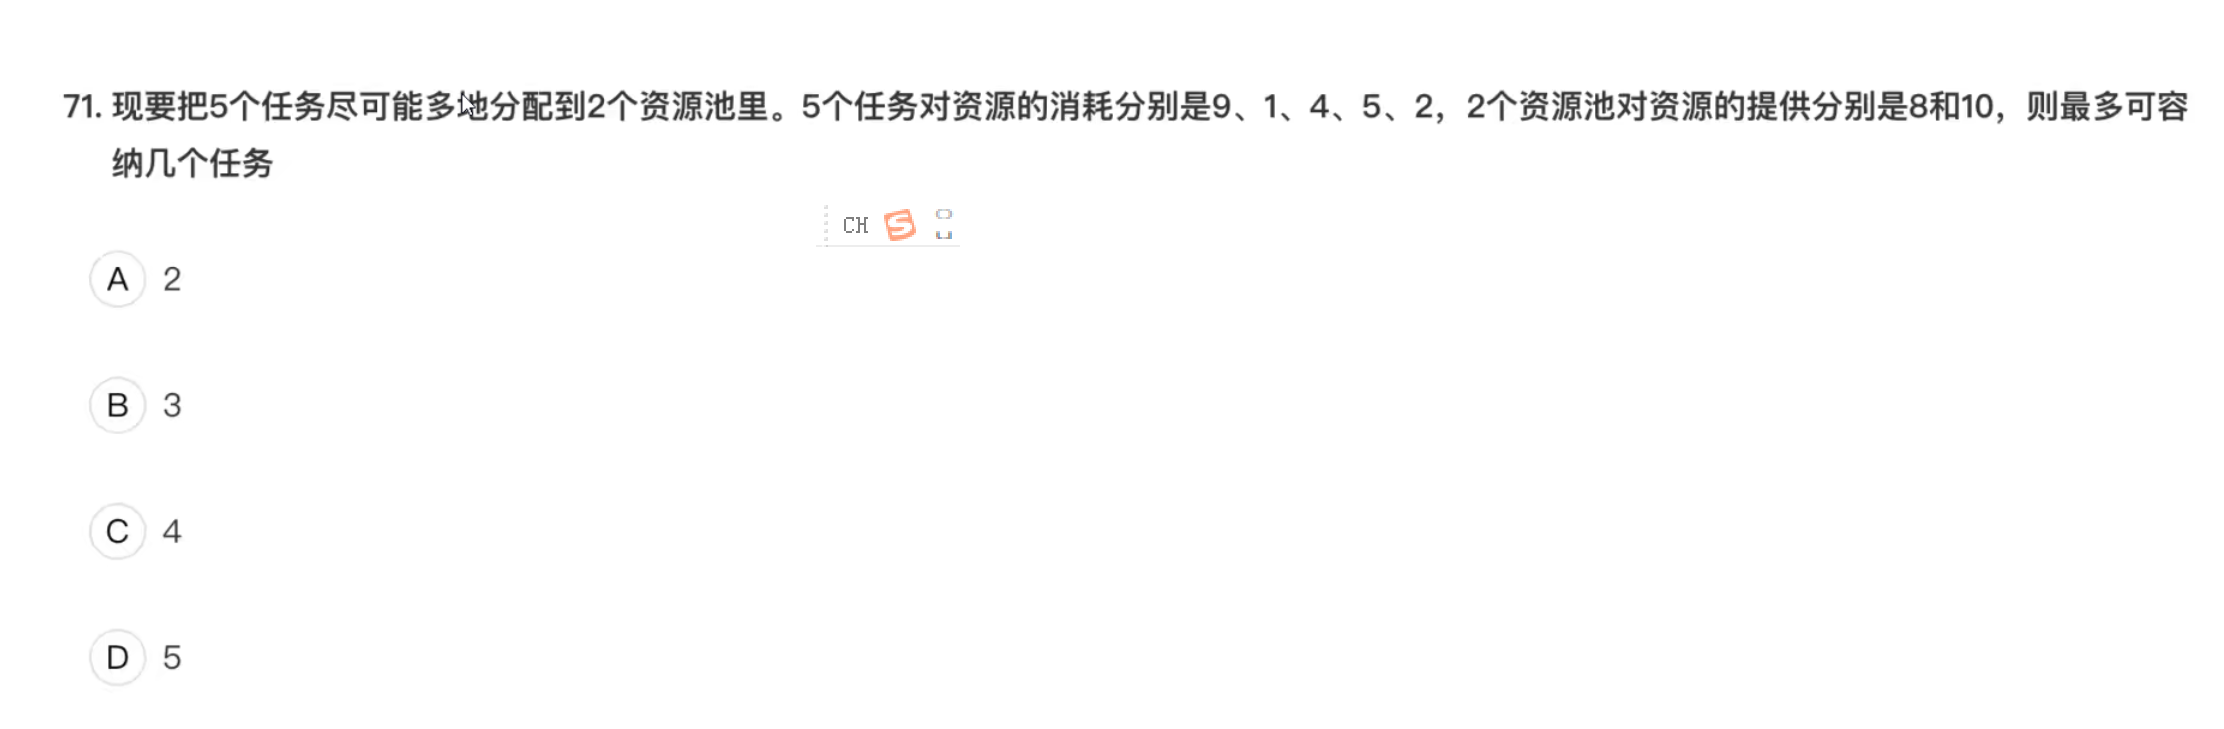 71. 现要把5个任务尽可能多地分配到2个资源池里。5个任务对资源的消耗分别是9、1、4、5、2，2个资源池对资源的提供分别是8和10，则最多可容
纳几个任务
CH S
A 2
B 3
C 4
D 5